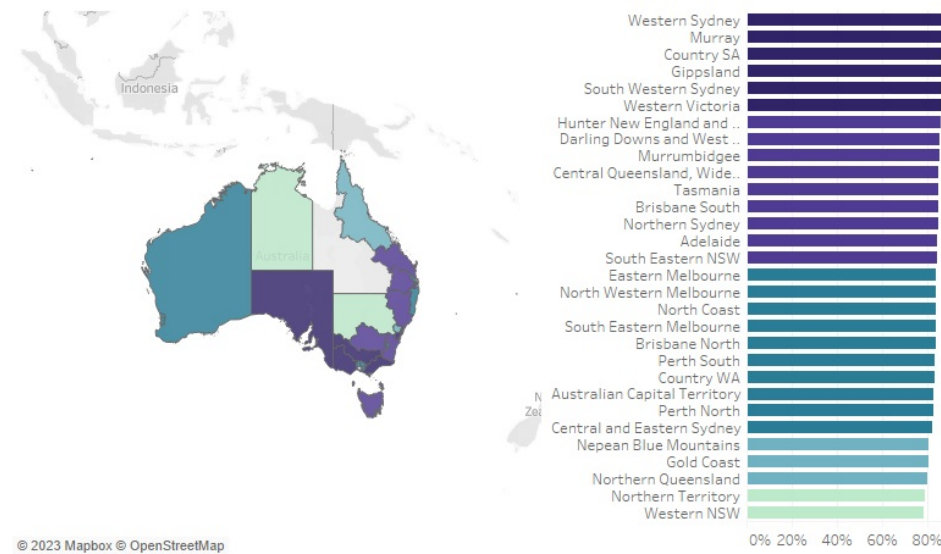 Indonesia
Australia
N
Zea
© 2023 Mapbox © OpenStreetMap
Western Sydney
Murray
Country SA
Gippsland
South Western Sydney
Western Victoria
Hunter New England and ..
Darling Downs and West ..
Murrumbidgee
Central Queensland, Wide..
Tasmania
Brisbane South
Northern Sydney
Adelaide
South Eastern NSW
Eastern Melbourne
North Western Melbourne
North Coast
South Eastern Melbourne
Brisbane North
Perth South
Country WA
Australian Capital Territory
Perth North
Central and Eastern Sydney
Nepean Blue Mountains
Gold Coast
Northern Queensland
Northern Territory
Western NSW
0% 20% 40% 60% 80%